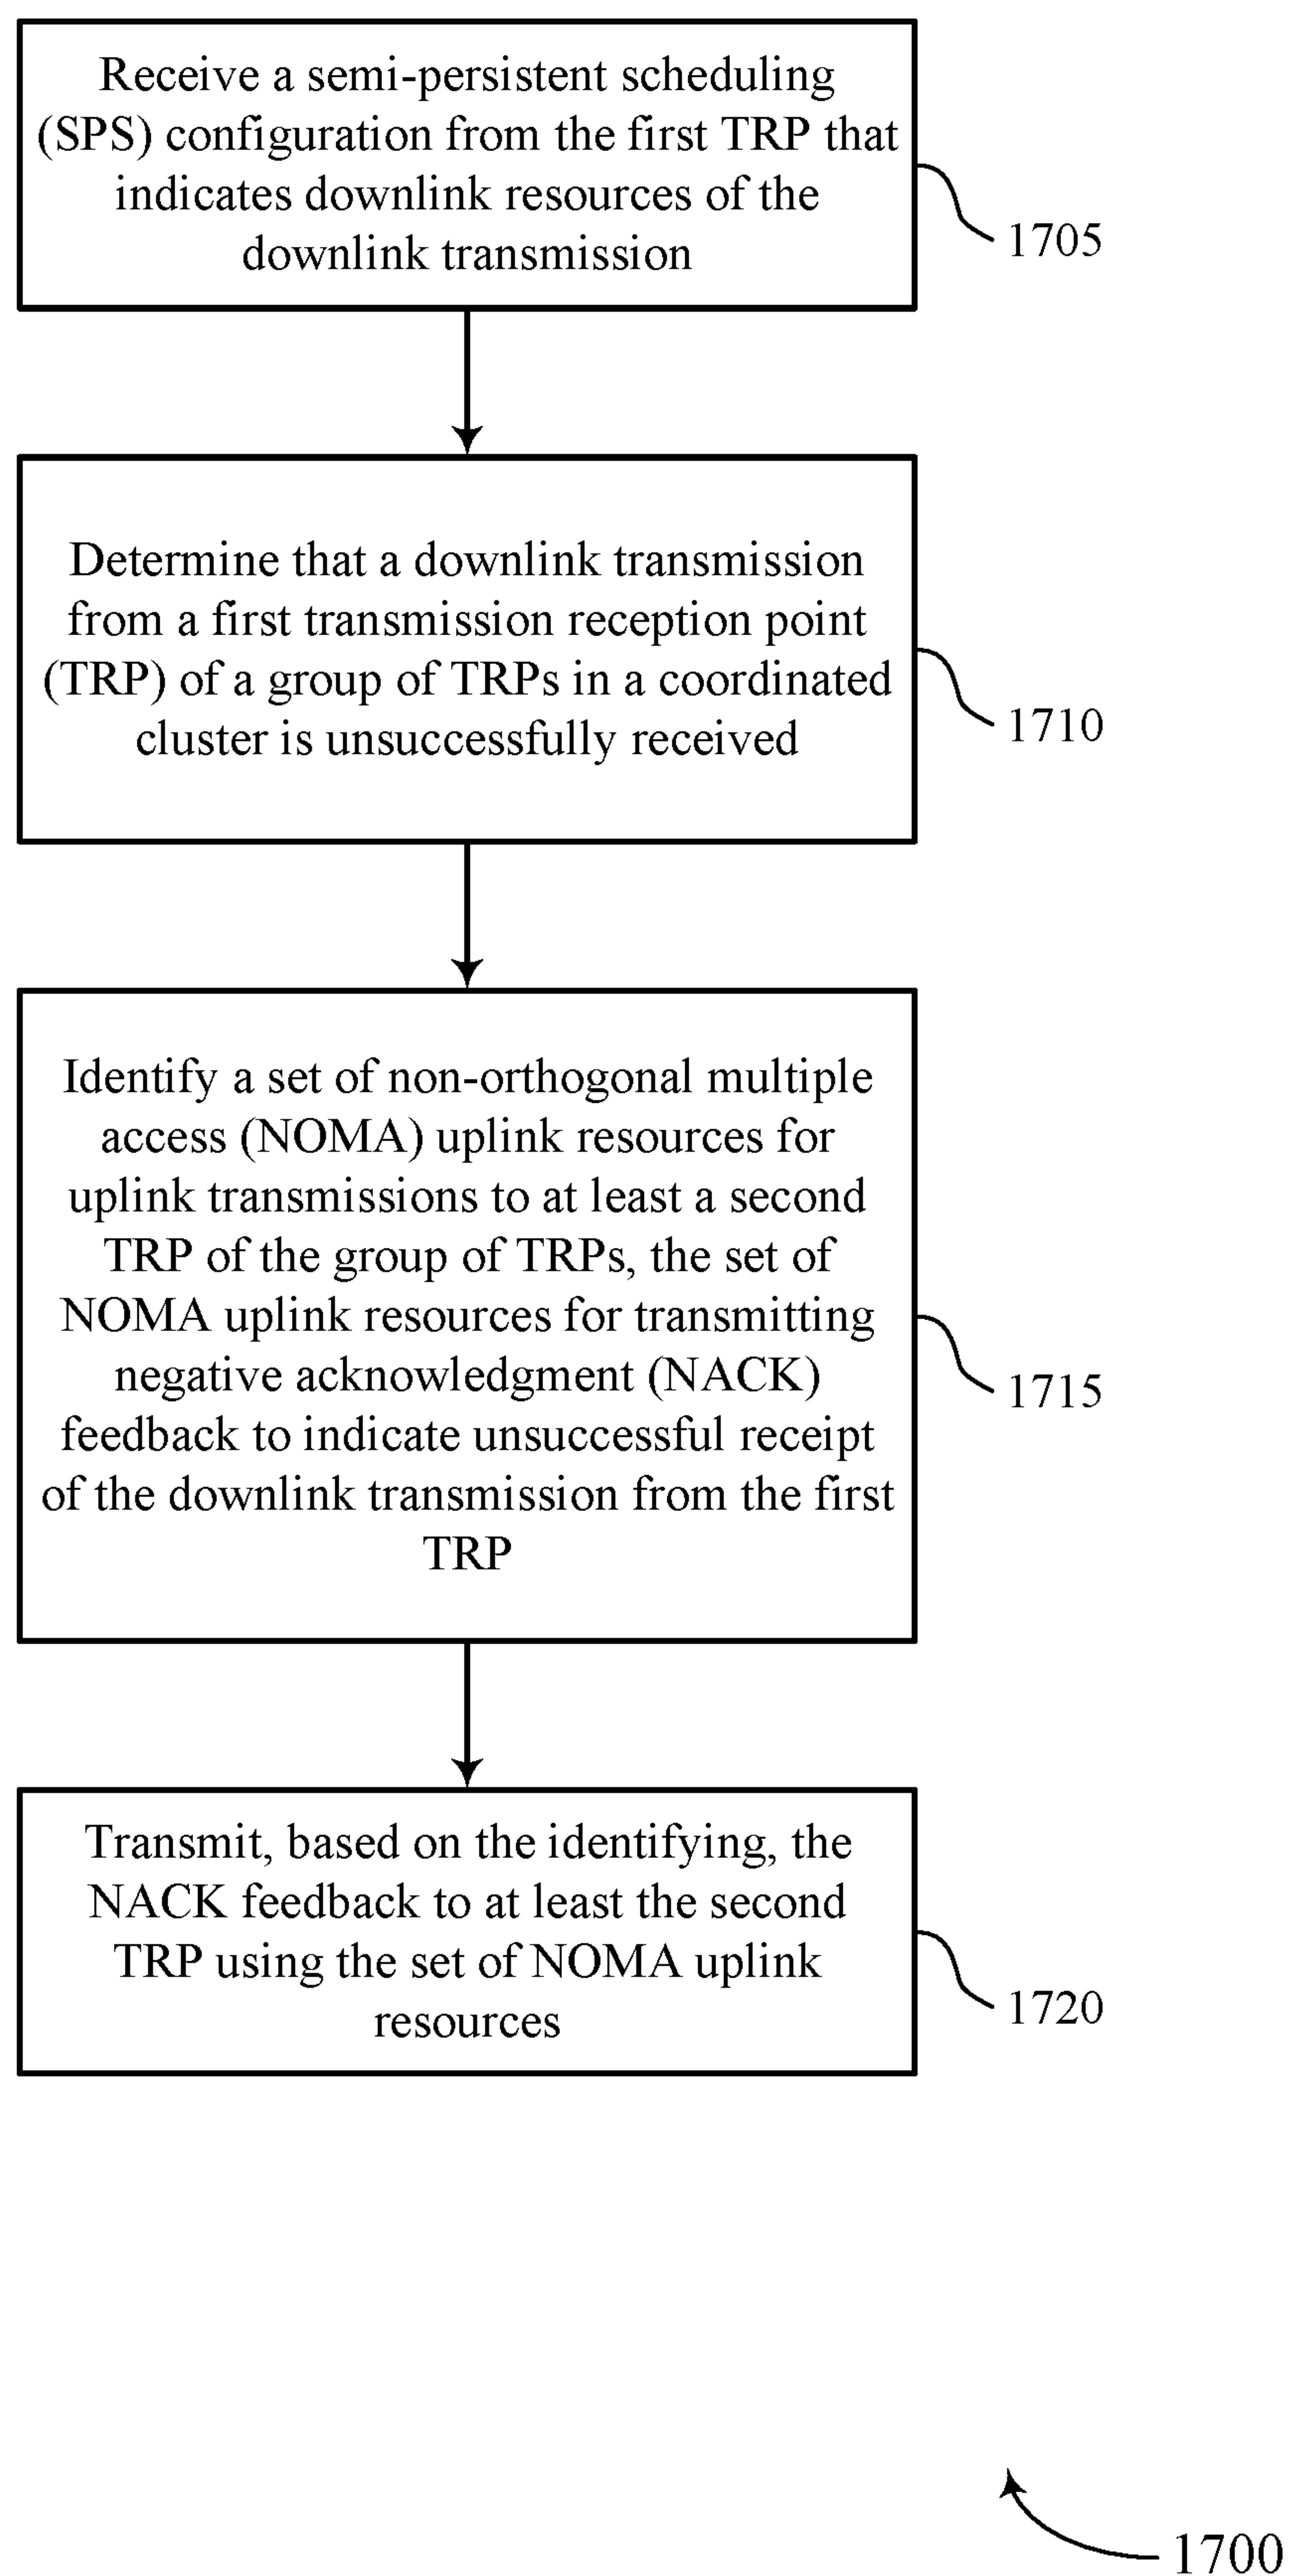 Receive a semi-persistent scheduling
(SPS) configuration from the first TRP that
indicates downlink resources of the
downlink transmission
1705
Determine that a downlink transmission
from a first transmission reception point
(TRP) of a group of TRPs in a coordinated
cluster is unsuccessfully received
1710
Identify a set of non-orthogonal multiple
access (NOMA) uplink resources for
uplink transmissions to at least a second
TRP of the group of TRPs, the set of
NOMA uplink resources for transmitting
negative acknowledgment (NACK)
feedback to indicate unsuccessful receipt
of the downlink transmission from the first
TRP
1715
Transmit, based on the identifying, the
NACK feedback to at least the second
TRP using the set of NOMA uplink
resources
1720
1700